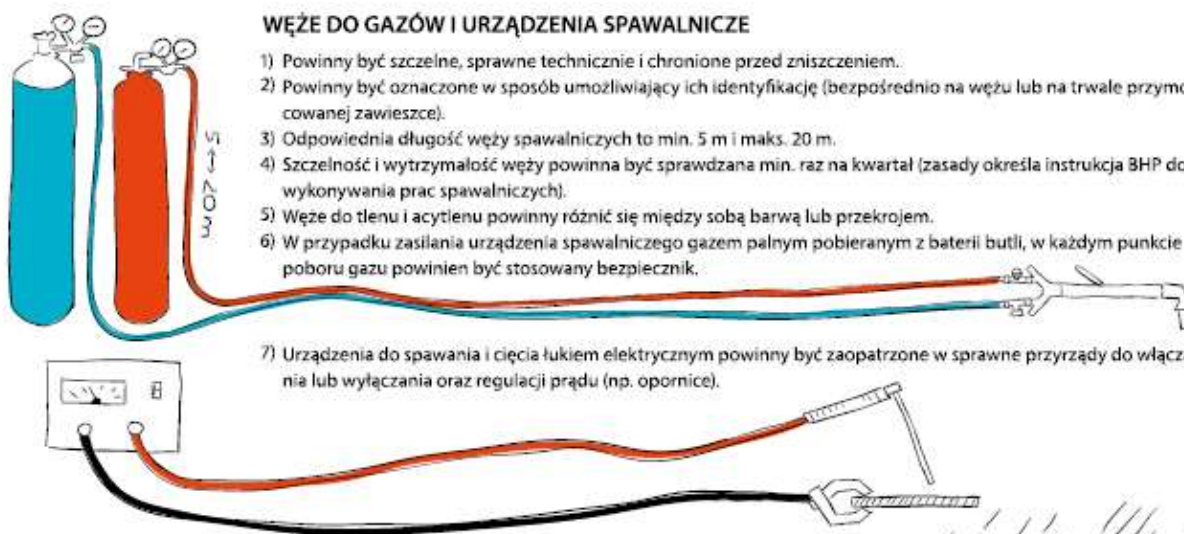 WĘŻE DO GAZÓW I URZĄDZENIA SPAWALNICZE
1) Powinny być szczelne, sprawne technicznie i chronione przed zniszczeniem.
2) Powinny być oznaczone w sposób umożliwiający ich identyfikację (bezpośrednio na wężu lub na trwale przymo
cowanej zawieszce).
3) Odpowiednia długość węży spawalniczych to min. 5 m i maks. 20 m.
4) Szczelność i wytrzymałość węży powinna być sprawdzana min. raz na kwartał (zasady określa instrukcja BHP do
wykonywania prac spawalniczych).
5) Węże do tlenu i acytlenu powinny różnić się między sobą barwą lub przekrojem.
6) W przypadku zasilania urządzenia spawalniczego gazem palnym pobieranym z baterii butli, w każdym punkcie
poboru gazu powinien być stosowany bezpiecznik.
5↔20m
7) Urządzenia do spawania i cięcia łukiem elektrycznym powinny być zaopatrzone w sprawne przyrządy do włącza
nia lub wyłączania oraz regulacji prądu (np. opornice).